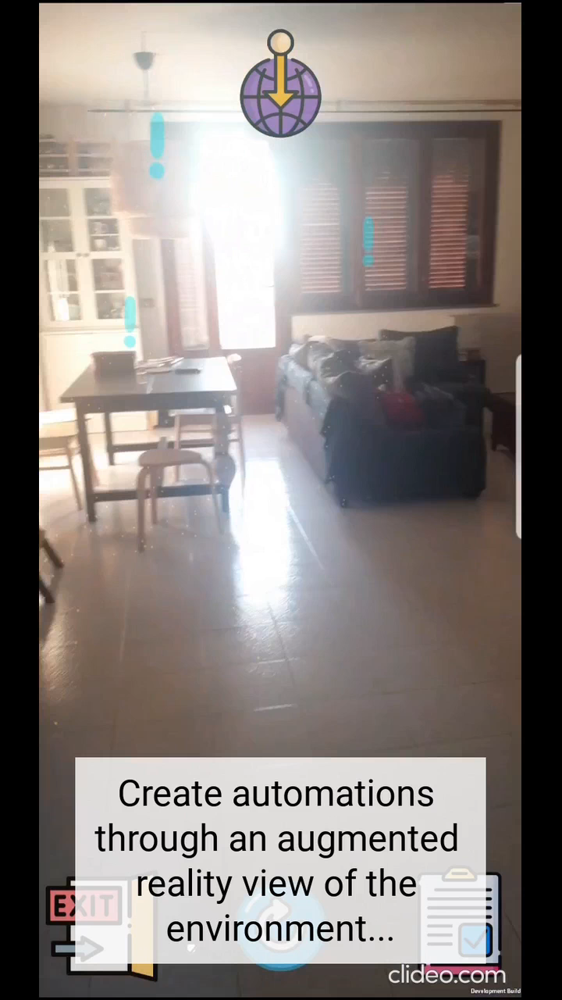 Create automations
through an augmented
reality view of the
environment...
EXIT
clideo.com
Development Build